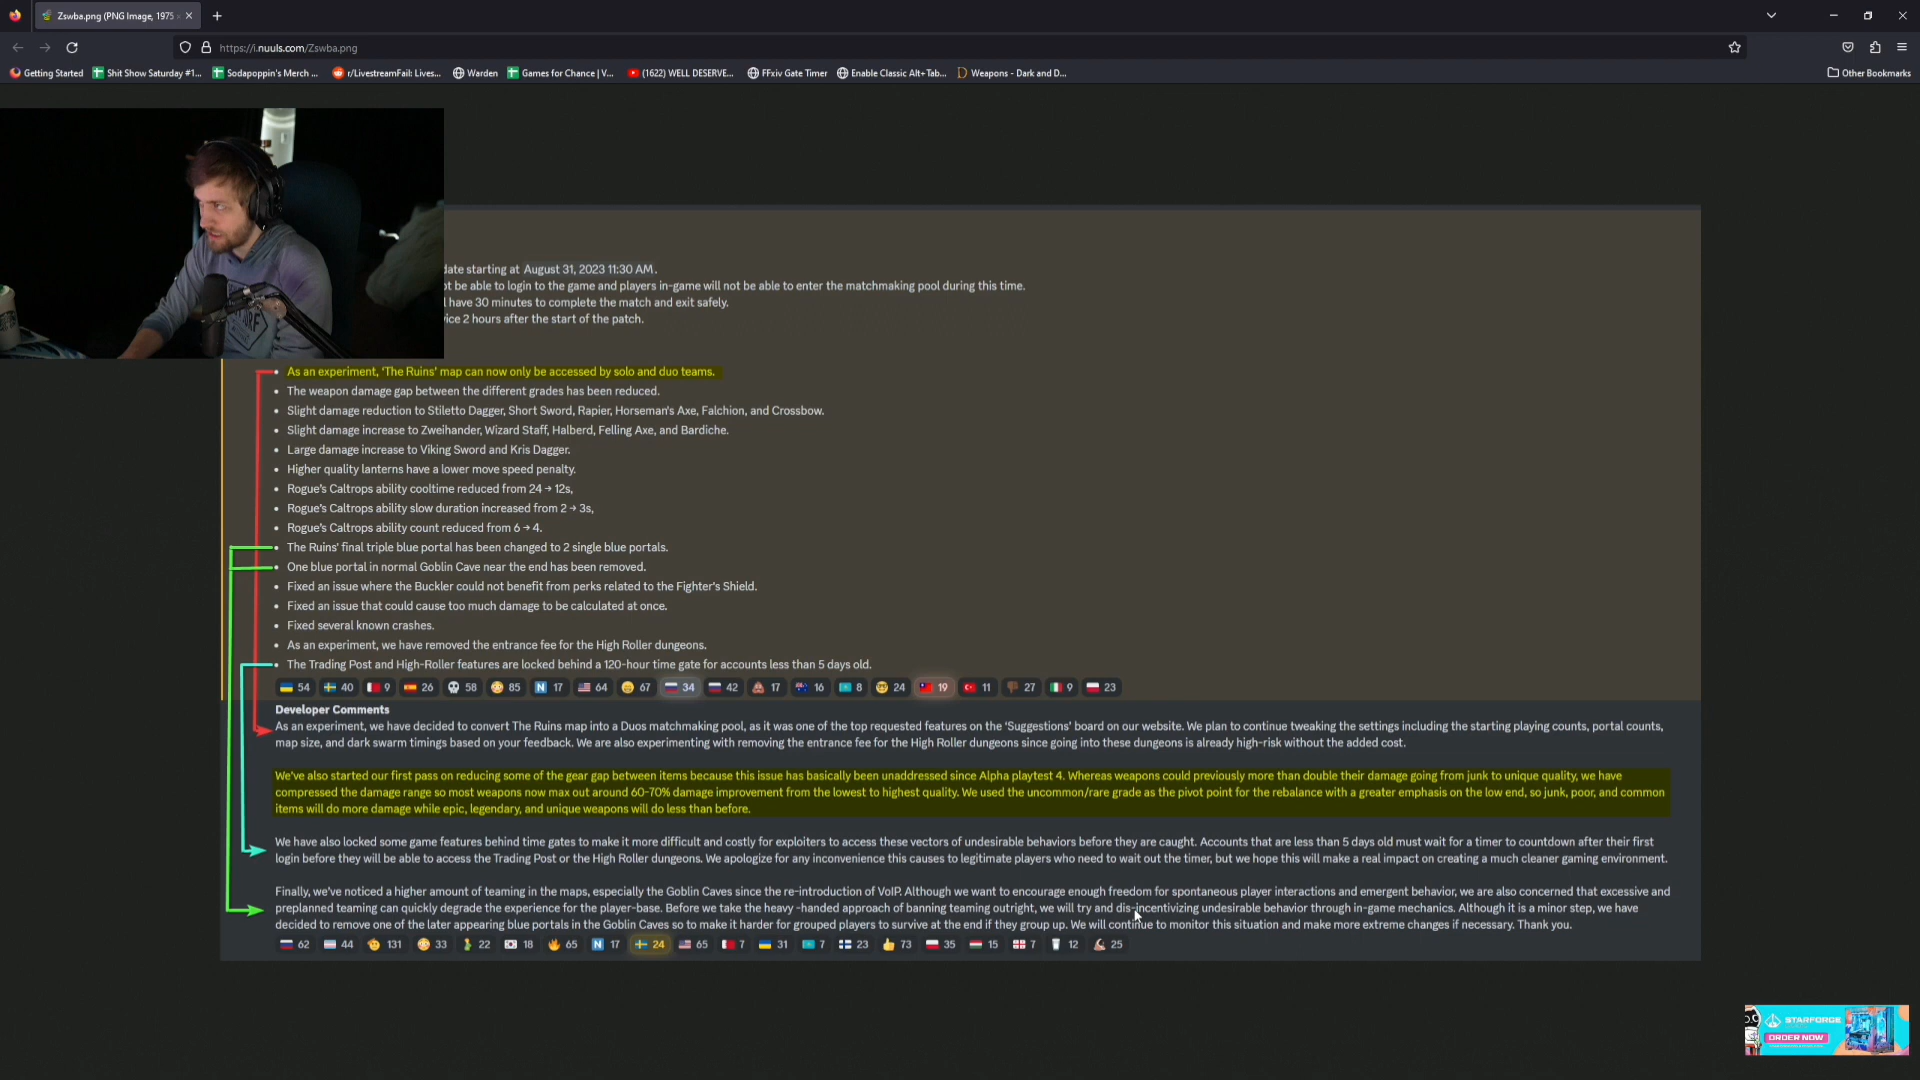 Zswba.png (PNG Image, 1975
https://i.nuuls.com/Zswba.png
Getting Started Shit Show Saturday #1... Sodapoppin's Merch ... r/LivestreamFail: Lives... Warden Games for Chance | V... (1622) WELL DESERVE... FFxiv Gate Timer Enable Classic Alt+Tab... Weapons - Dark and D... Other Bookmarks
date starting at August 31, 2023 11:30 AM.
ot be able to login to the game and players in-game will not be able to enter the matchmaking pool during this time.
l have 30 minutes to complete the match and exit safely.
vice 2 hours after the start of the patch.
• As an experiment, 'The Ruins' map can now only be accessed by solo and duo teams.
• The weapon damage gap between the different grades has been reduced.
• Slight damage reduction to Stiletto Dagger, Short Sword, Rapier, Horseman's Axe, Falchion, and Crossbow.
• Slight damage increase to Zweihander, Wizard Staff, Halberd, Felling Axe, and Bardiche.
• Large damage increase to Viking Sword and Kris Dagger.
• Higher quality lanterns have a lower move speed penalty.
• Rogue's Caltrops ability cooltime reduced from 24 → 12s,
• Rogue's Caltrops ability slow duration increased from 2 → 3s,
• Rogue's Caltrops ability count reduced from 6 → 4.
• The Ruins' final triple blue portal has been changed to 2 single blue portals.
• One blue portal in normal Goblin Cave near the end has been removed.
• Fixed an issue where the Buckler could not benefit from perks related to the Fighter's Shield.
• Fixed an issue that could cause too much damage to be calculated at once.
• Fixed several known crashes.
• As an experiment, we have removed the entrance fee for the High Roller dungeons.
• The Trading Post and High-Roller features are locked behind a 120-hour time gate for accounts less than 5 days old.
54 40 9 26 58 85 N 17 64 67 34 42 17 16 8 24 19 11 27 9 23
Developer Comments
As an experiment, we have decided to convert The Ruins map into a Duos matchmaking pool, as it was one of the top requested features on the 'Suggestions' board on our website. We plan to continue tweaking the settings including the starting playing counts, portal counts,
map size, and dark swarm timings based on your feedback. We are also experimenting with removing the entrance fee for the High Roller dungeons since going into these dungeons is already high-risk without the added cost.
We've also started our first pass on reducing some of the gear gap between items because this issue has basically been unaddressed since Alpha playtest 4. Whereas weapons could previously more than double their damage going from junk to unique quality, we have
compressed the damage range so most weapons now max out around 60-70% damage improvement from the lowest to highest quality. We used the uncommon/rare grade as the pivot point for the rebalance with a greater emphasis on the low end, so junk, poor, and common
items will do more damage while epic, legendary, and unique weapons will do less than before.
We have also locked some game features behind time gates to make it more difficult and costly for exploiters to access these vectors of undesirable behaviors before they are caught. Accounts that are less than 5 days old must wait for a timer to countdown after their first
login before they will be able to access the Trading Post or the High Roller dungeons. We apologize for any inconvenience this causes to legitimate players who need to wait out the timer, but we hope this will make a real impact on creating a much cleaner gaming environment.
Finally, we've noticed a higher amount of teaming in the maps, especially the Goblin Caves since the re-introduction of VoIP. Although we want to encourage enough freedom for spontaneous player interactions and emergent behavior, we are also concerned that excessive and
preplanned teaming can quickly degrade the experience for the player-base. Before we take the heavy -handed approach of banning teaming outright, we will try and dis-incentivizing undesirable behavior through in-game mechanics. Although it is a minor step, we have
decided to remove one of the later appearing blue portals in the Goblin Caves so to make it harder for grouped players to survive at the end if they group up. We will continue to monitor this situation and make more extreme changes if necessary. Thank you.
62 44 131 33 22 18 65 N 17 24 65 7 31 7 23 73 35 15 7 12 25
STARFORGE
ORDER NOW